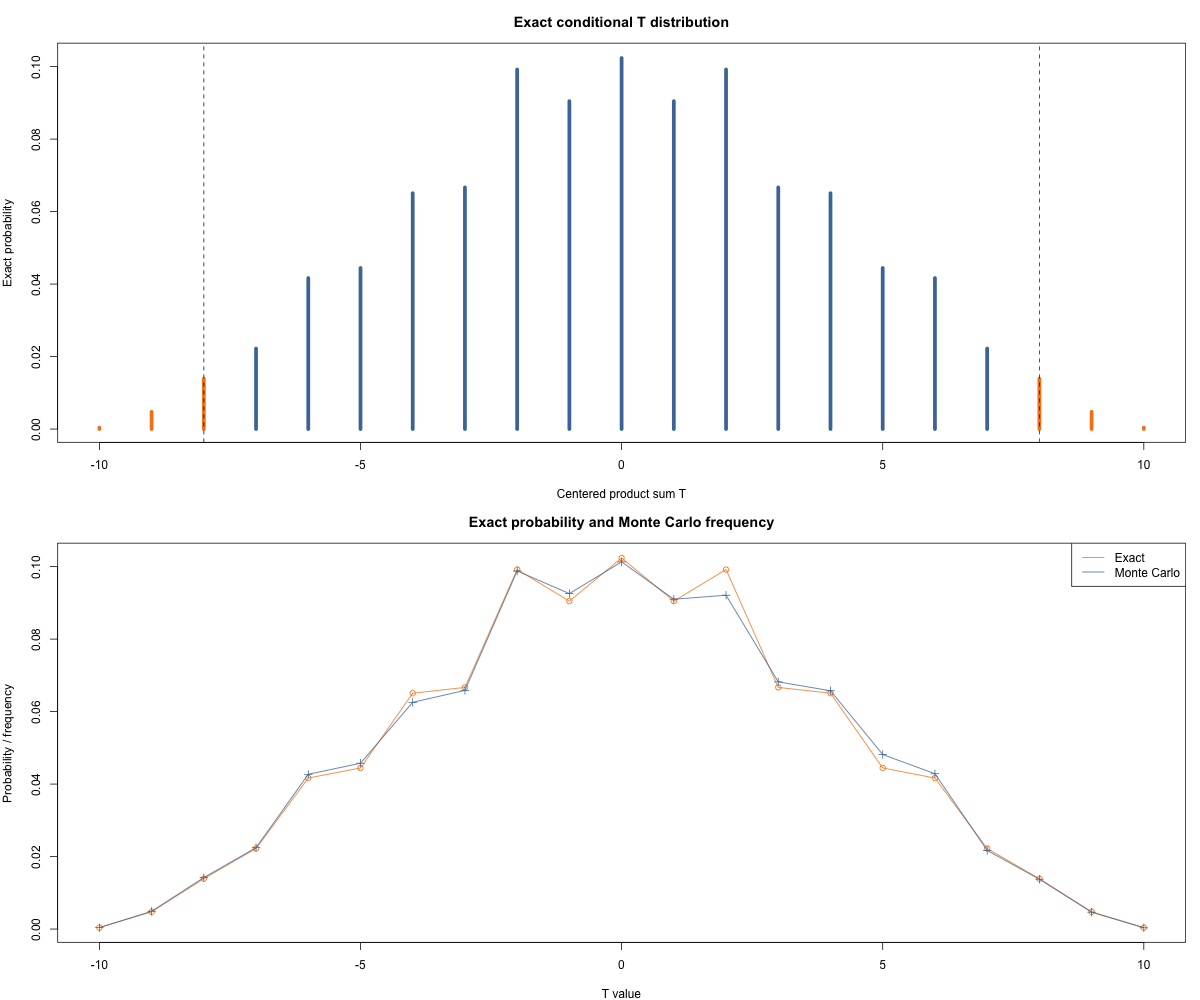 Exact conditional T distribution
Exact probability
0.10
0.08
0.06
0.04
0.02
0.00
-10 -5 0 5 10
Centered product sum T
Exact probability and Monte Carlo frequency
Probability / frequency
0.10
0.08
0.06
0.04
0.02
0.00
Exact
Monte Carlo
-10 -5 0 5 10
T value